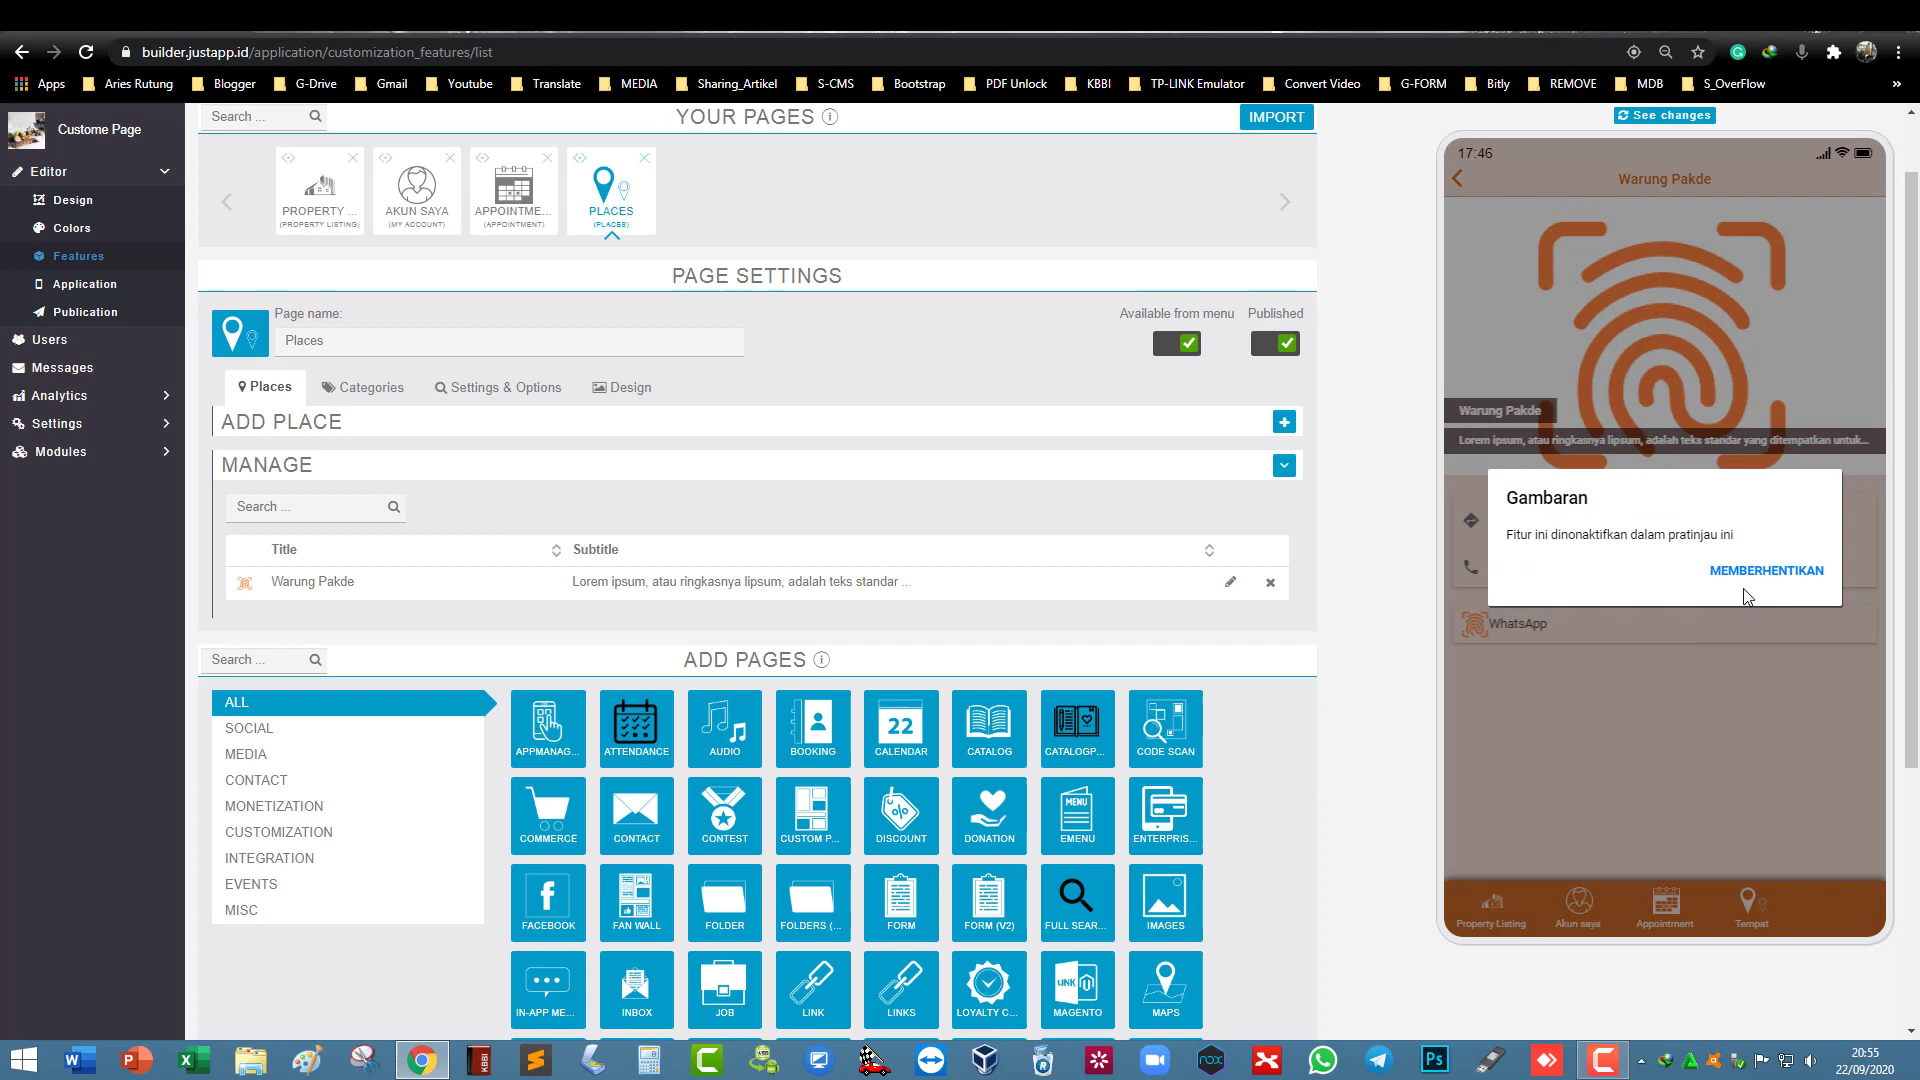 builder.justapp.id/application/customization_features/list
Apps
Aries Rutung
Blogger
G-Drive
Gmail
Youtube
Translate
MEDIA
Sharing_Artikel
S-CMS
Bootstrap
PDF Unlock
KBBI
TP-LINK Emulator
Convert Video
G-FORM
Bitly
REMOVE
MDB
S_OverFlow
»
Custome Page
Editor
Design
Colors
Features
Application
Publication
Users
Messages
Analytics
Settings
Modules
Search ...
YOUR PAGES
IMPORT
PROPERTY ...
(PROPERTY LISTING)
AKUN SAYA
(MY ACCOUNT)
APPOINTME...
(APPOINTMENT)
PLACES
(PLACES)
PAGE SETTINGS
Page name:
Places
Available from menu
Published
Places
Categories
Settings & Options
Design
ADD PLACE
MANAGE
Search ...
Title
Subtitle
Warung Pakde
Lorem ipsum, atau ringkasnya lipsum, adalah teks standar ...
Search ...
ADD PAGES
ALL
SOCIAL
MEDIA
CONTACT
MONETIZATION
CUSTOMIZATION
INTEGRATION
EVENTS
MISC
APPMANAG...
ATTENDANCE
AUDIO
BOOKING
22
CALENDAR
CATALOG
CATALOGP...
CODE SCAN
COMMERCE
CONTACT
CONTEST
CUSTOM P...
DISCOUNT
DONATION
MENU
EMENU
ENTERPRIS...
FACEBOOK
FAN WALL
FOLDER
FOLDERS (...
FORM
FORM (V2)
FULL SEAR...
IMAGES
IN-APP ME...
INBOX
JOB
LINK
LINKS
LOYALTY C...
LINK
MAGENTO
MAPS
See changes
17:46
Warung Pakde
Warung Pakde
Lorem ipsum, atau ringkasnya lipsum, adalah teks standar yang ditempatkan untuk...
Gambaran
Fitur ini dinonaktifkan dalam pratinjau ini
MEMBERHENTIKAN
WhatsApp
Property Listing
Akun saya
Appointment
Tempat
KBBI
nox
Ps
20:55
22/09/2020